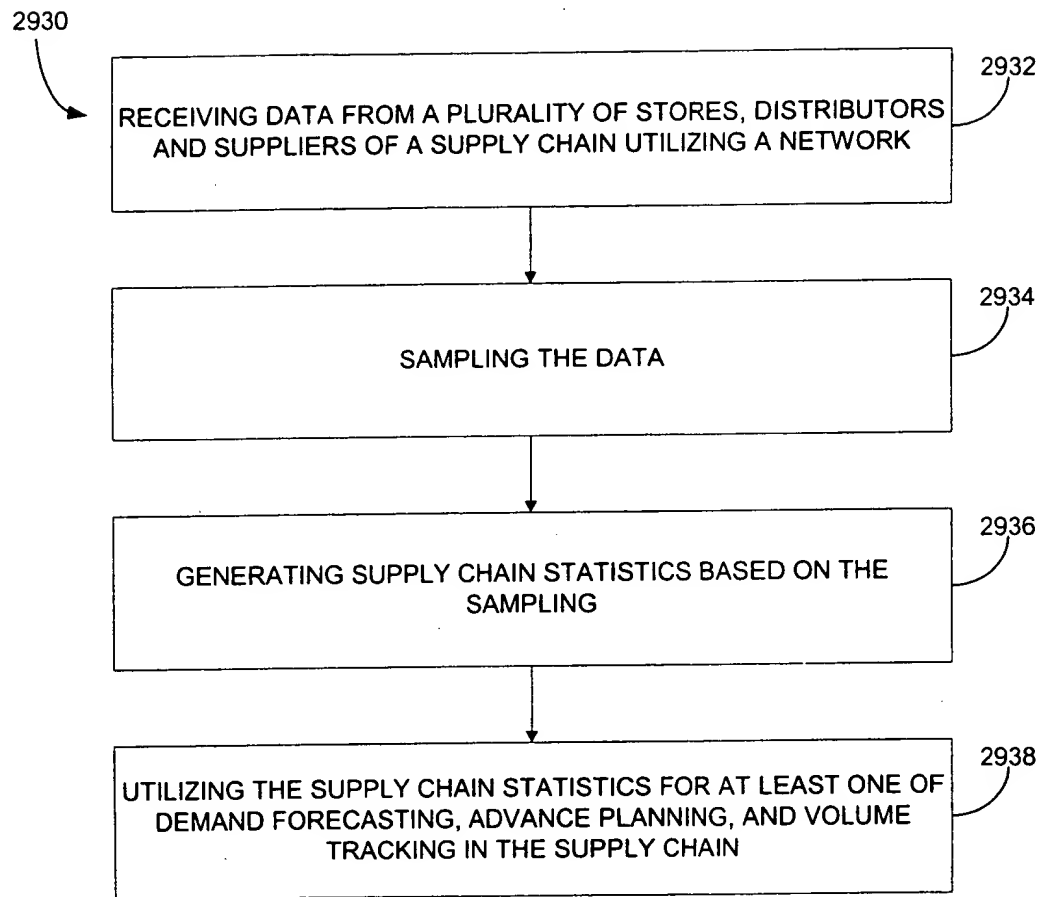 2930
2932
RECEIVING DATA FROM A PLURALITY OF STORES, DISTRIBUTORS
AND SUPPLIERS OF A SUPPLY CHAIN UTILIZING A NETWORK
2934
SAMPLING THE DATA
2936
GENERATING SUPPLY CHAIN STATISTICS BASED ON THE
SAMPLING
2938
UTILIZING THE SUPPLY CHAIN STATISTICS FOR AT LEAST ONE OF
DEMAND FORECASTING, ADVANCE PLANNING, AND VOLUME
TRACKING IN THE SUPPLY CHAIN